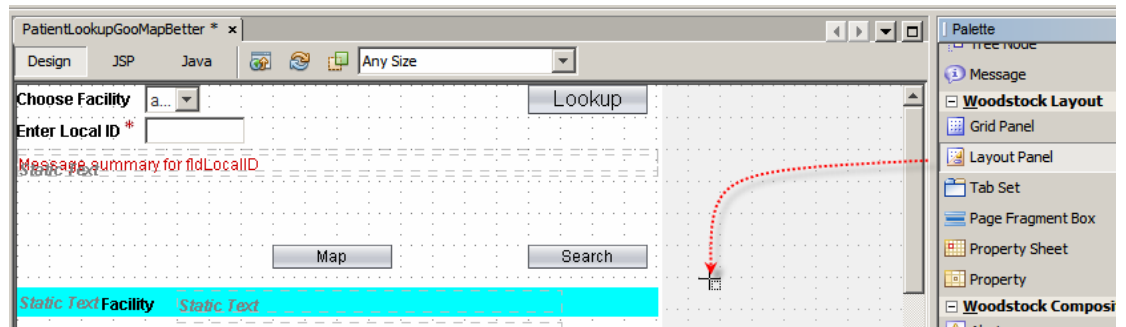 PatientLookupGooMapBetter * x
Palette
Design JSP Java Any Size
Tree Node
Message
Choose Facility a... Lookup
Woodstock Layout
Enter Local ID *
Grid Panel
Message summary for fldLocalID
Static Text
Layout Panel
Tab Set
Page Fragment Box
Map Search
Property Sheet
Property
Static Text Facility Static Text
Woodstock Composi